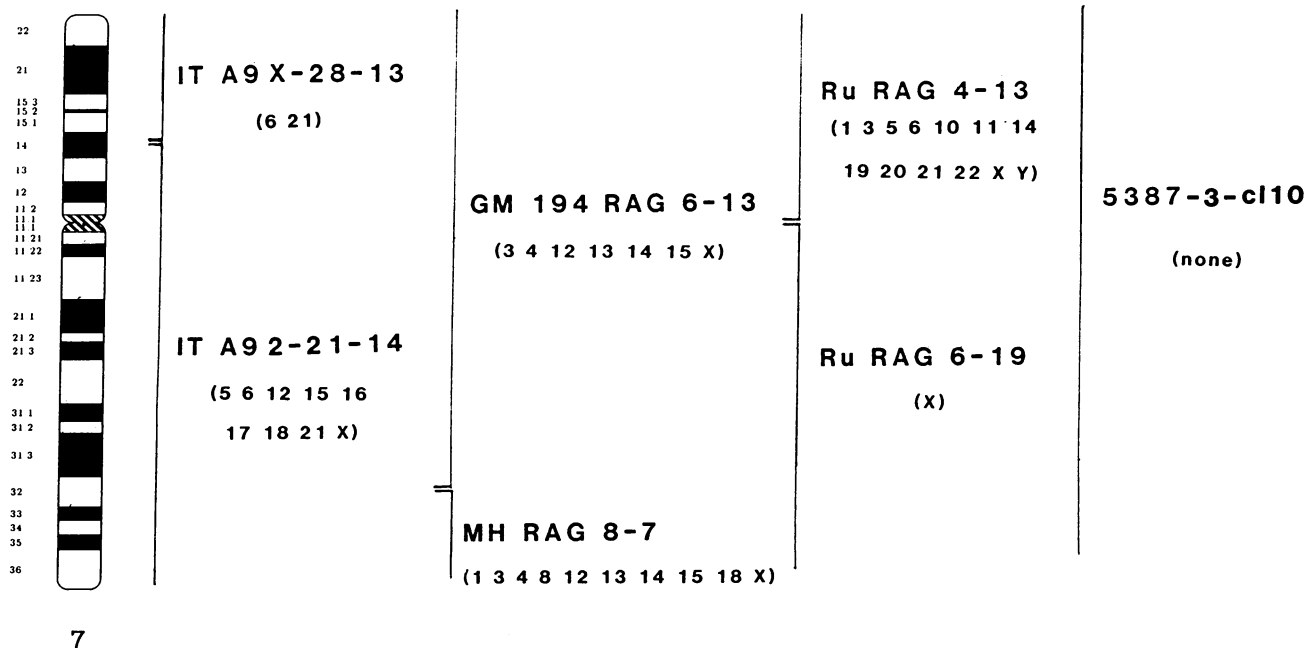 22
21
15 3
15 2
15 1
14
13
12
11 2
11 1
11 1
11 21
11 22
11 23
21 1
21 2
21 3
22
31 1
31 2
31 3
32
33
34
35
36
7
IT A9 X-28-13
(6 21)
IT A9 2-21-14
(5 6 12 15 16
17 18 21 X)
GM 194 RAG 6-13
(3 4 12 13 14 15 X)
MH RAG 8-7
(1 3 4 8 12 13 14 15 18 X)
Ru RAG 4-13
(1 3 5 6 10 11 14
19 20 21 22 X Y)
Ru RAG 6-19
(X)
5387-3-cl10
(none)